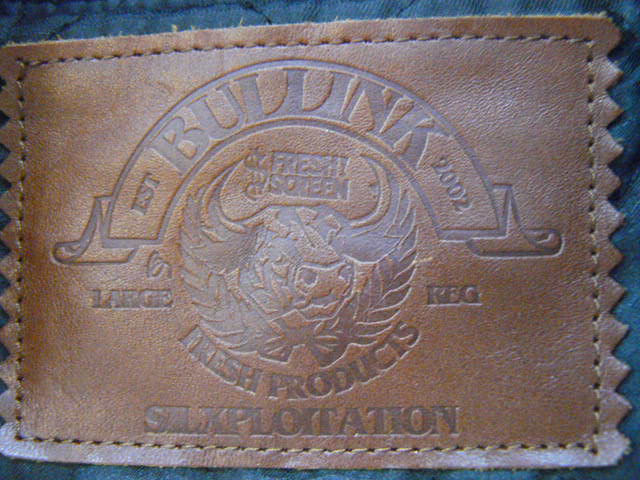 BULLINK
EST 2002
FRESH!
SCREEN
LARGE REG
FRESH PRODUCTS
SILKPLOITATION